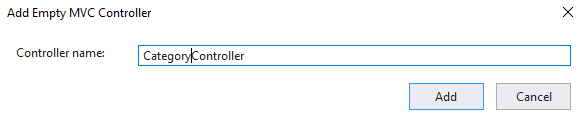 Add Empty MVC Controller
Controller name: CategoryController
Add Cancel